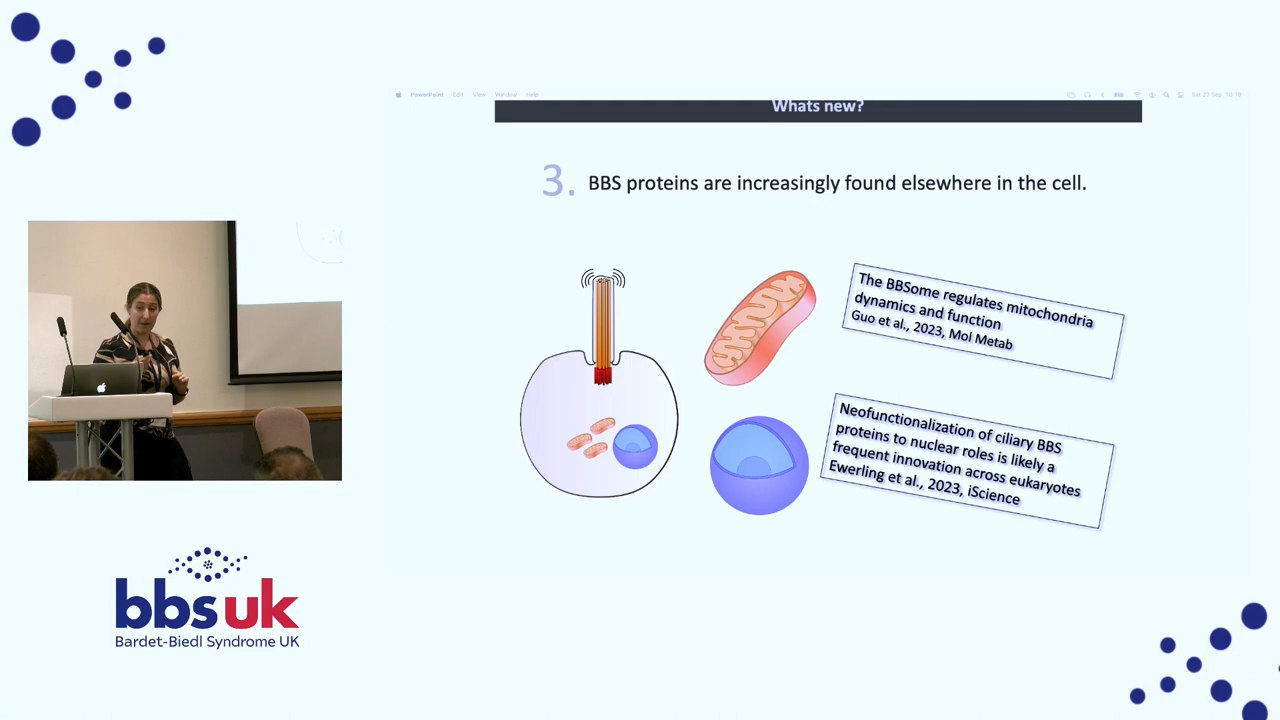 PowerPoint Edit View Window Help
Sat 23 Sep 10:19
Whats new?
3. BBS proteins are increasingly found elsewhere in the cell.
The BBSome regulates mitochondria
dynamics and function
Guo et al., 2023, Mol Metab
Neofunctionalization of ciliary BBS
proteins to nuclear roles is likely a
frequent innovation across eukaryotes
Ewerling et al., 2023, iScience
bbsuk
Bardet-Biedl Syndrome UK